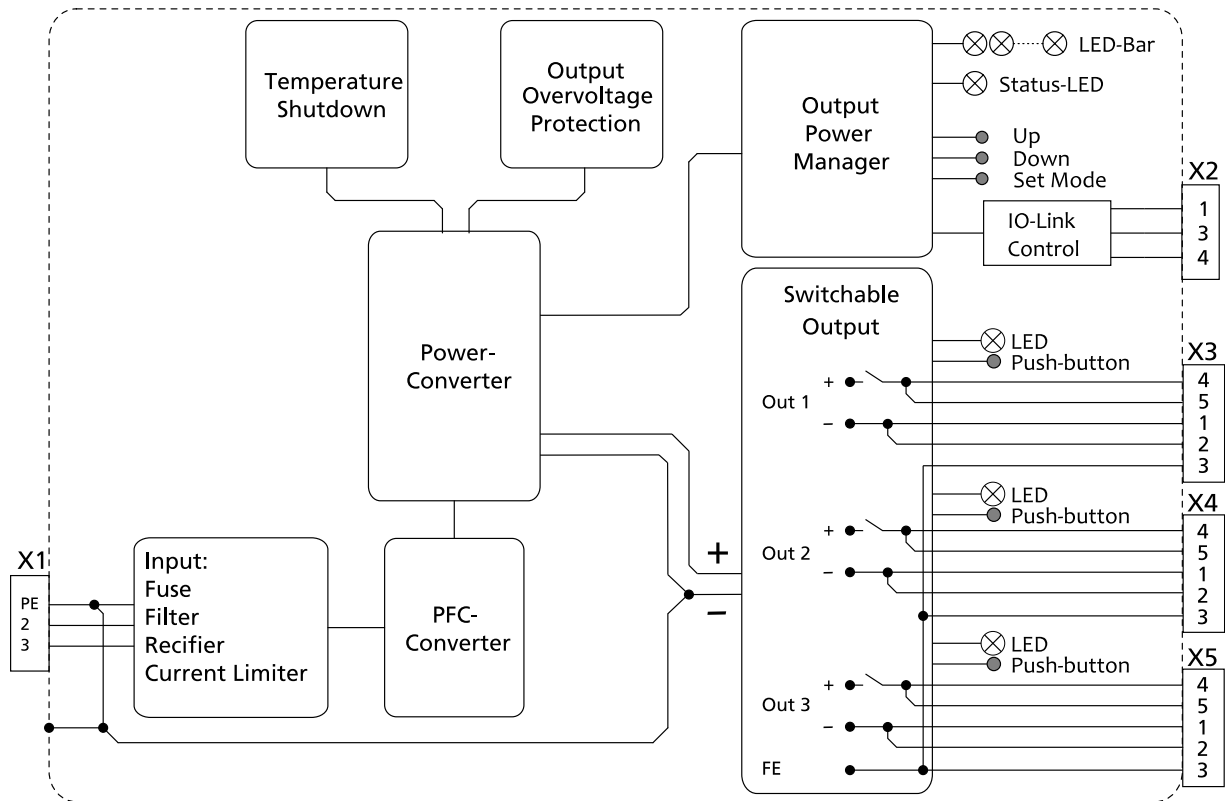 Temperature
Shutdown
Output
Overvoltage
Protection
Output
Power
Manager
LED-Bar
Status-LED
Up
Down
Set Mode
IO-Link
Control
X2
1
3
4
Power-
Converter
Switchable
Output
LED
Push-button
Out 1
+
–
X3
4
5
1
2
3
LED
Push-button
Out 2
+
–
X4
4
5
1
2
3
LED
Push-button
Out 3
+
–
FE
X5
4
5
1
2
3
+
–
X1
PE
2
3
Input:
Fuse
Filter
Rectifier
Current Limiter
PFC-
Converter